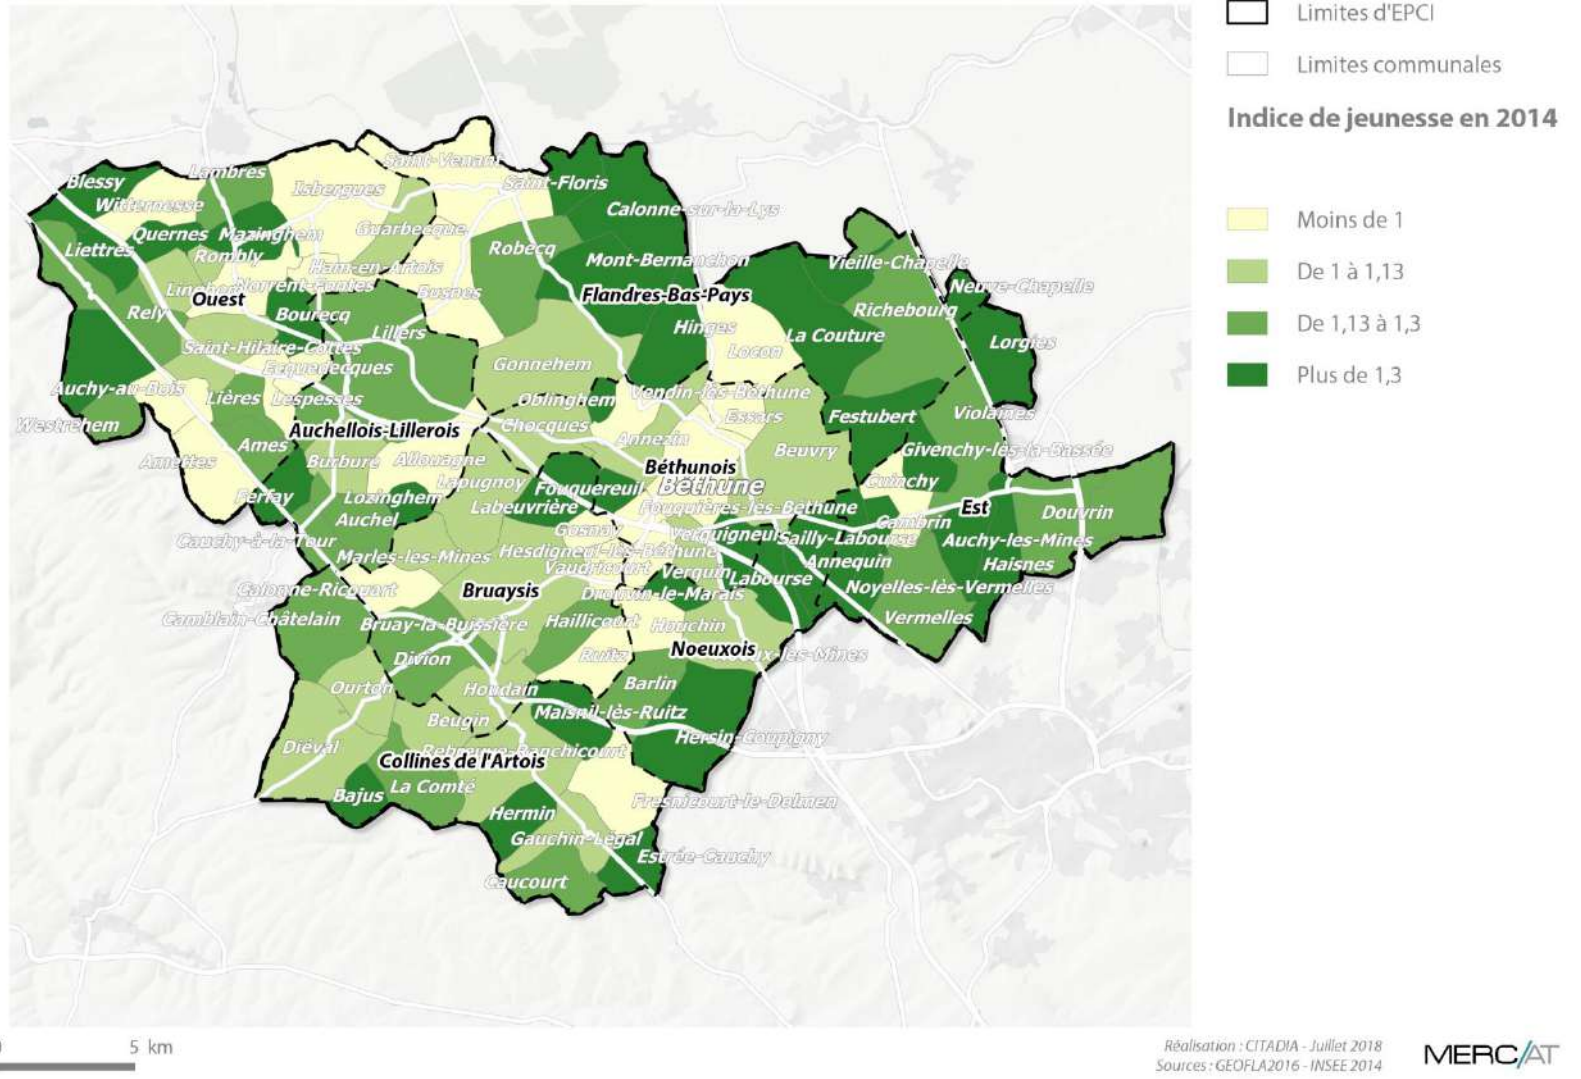 Limites d'EPCI
Limites communales
Indice de jeunesse en 2014
Moins de 1
De 1 à 1,13
De 1,13 à 1,3
Plus de 1,3
Saint-Venant
Blessy
Lambres
Isbergues
Saint-Floris
Witternesse
Calonne-sur-la-Lys
Quernes
Mazinghem
Guarbecque
Liettres
Rombly
Robecq
Mont-Bernanchon
Vieille-Chapelle
Ham-en-Artois
Norrent-Fontes
Busnes
Neuve-Chapelle
Ouest
Flandres-Bas-Pays
Rely
Bourecq
Richebourg
Lillers
Hinges
La Couture
Lorgies
Saint-Hilaire-Cottes
Locon
Ecquedecques
Gonnehem
Auchy-au-Bois
Lières
Lespesses
Oblinghem
Vendin-lès-Béthune
Westrehem
Chocques
Essars
Festubert
Violaines
Auchellois-Lillerois
Annezin
Ames
Beuvry
Givenchy-lès-la-Bassée
Amettes
Burbure
Allouagne
Béthunois
Lapugnoy
Fouquereuil
Béthune
Cuinchy
Ferfay
Lozinghem
Labeuvrière
Fouquières-lès-Béthune
Est
Auchel
Gosnay
Verquigneul
Sailly-Labourse
Cambrin
Douvrin
Cauchy-à-la-Tour
Auchy-les-Mines
Marles-les-Mines
Hesdigneul-lès-Béthune
Vaudricourt
Verquin
Labourse
Annequin
Haisnes
Calonne-Ricouart
Bruaysis
Drouvin-le-Marais
Noyelles-lès-Vermelles
Camblain-Châtelain
Bruay-la-Buissière
Haillicourt
Houchin
Vermelles
Divion
Ruitz
Noeuxois
Ourton
Houdain
Barlin
Beugin
Maisnil-lès-Ruitz
Diéval
Hersin-Coupigny
Collines de l'Artois
Bajus
La Comté
Fresnicourt-le-Dolmen
Hermin
Gauchin-Légal
Estrée-Cauchy
Caucourt
5 km
Réalisation : CITADIA - Juillet 2018
Sources : GEOFLA2016 - INSEE 2014
MERC/AT